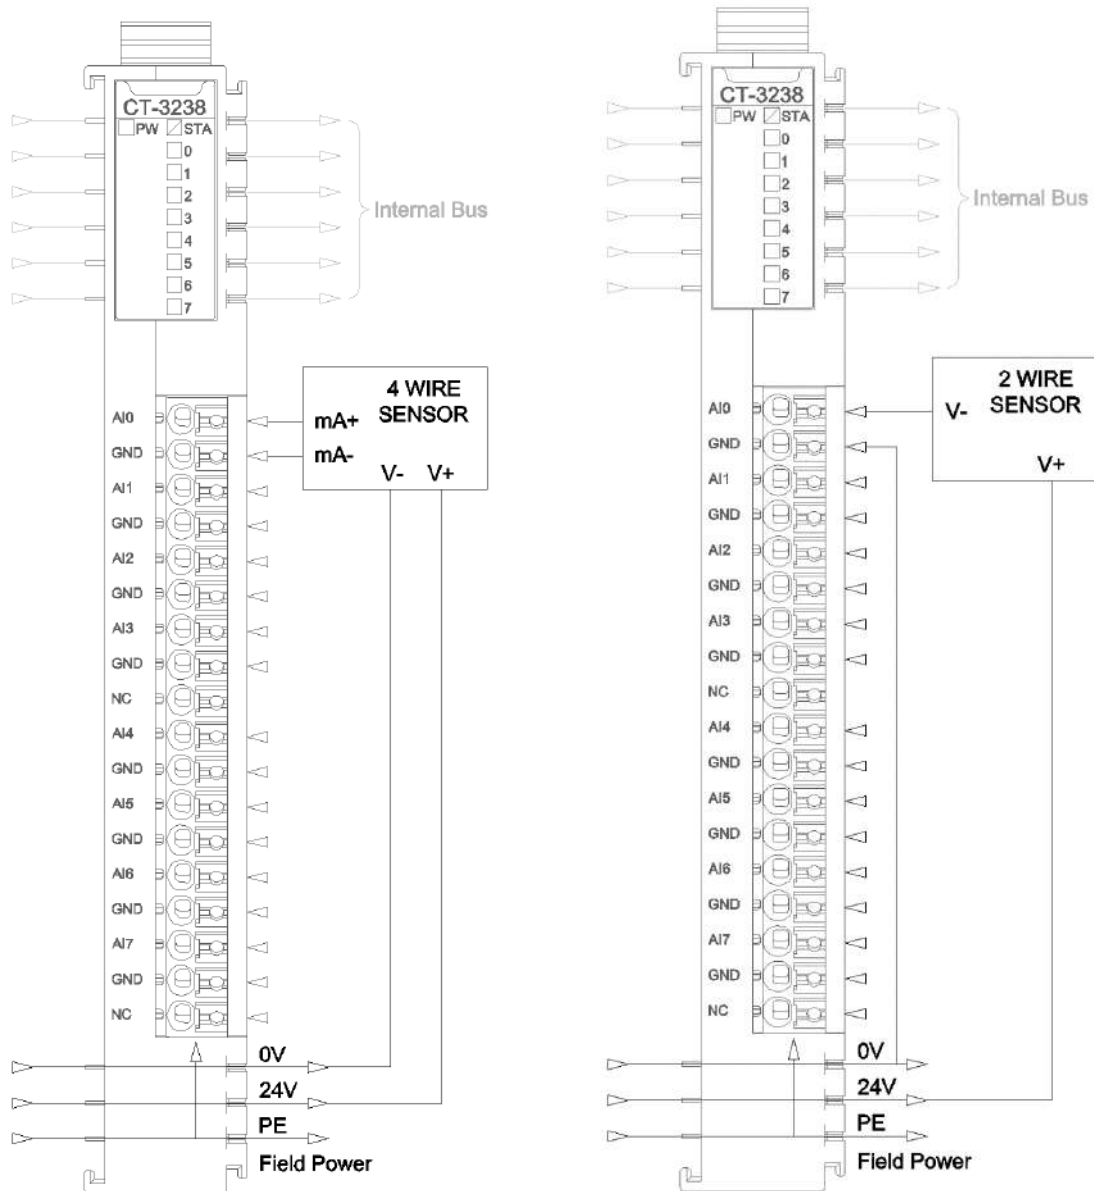 CT-3238
PW STA
0
1
2
3
4
5
6
7
Internal Bus
4 WIRE
SENSOR
mA+
mA-
V- V+
AI0
GND
AI1
GND
AI2
GND
AI3
GND
NC
AI4
GND
AI5
GND
AI6
GND
AI7
GND
NC
0V
24V
PE
Field Power
CT-3238
PW STA
0
1
2
3
4
5
6
7
Internal Bus
2 WIRE
SENSOR
V-
V+
AI0
GND
AI1
GND
AI2
GND
AI3
GND
NC
AI4
GND
AI5
GND
AI6
GND
AI7
GND
NC
0V
24V
PE
Field Power